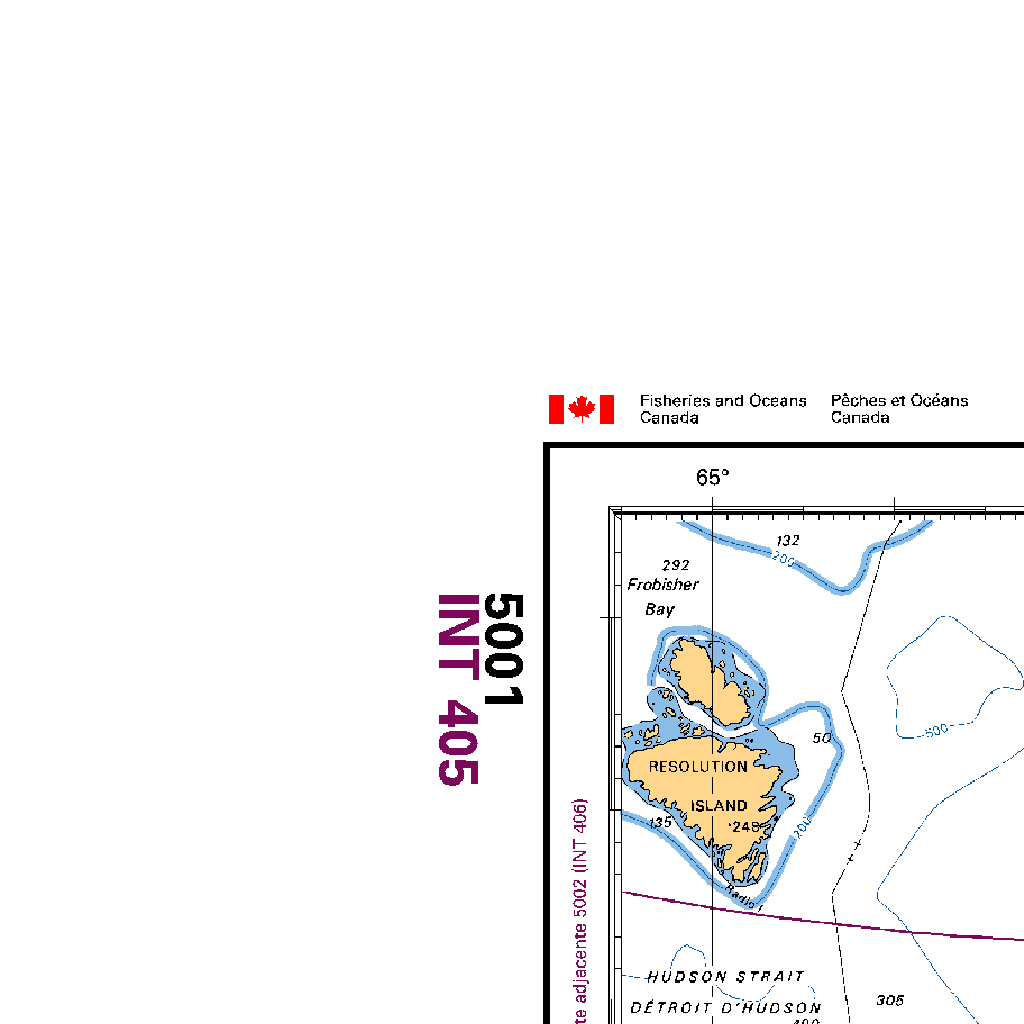 Fisheries and Oceans
Canada
Pêches et Océans
Canada
65°
132
200
292
Frobisher
Bay
5001
INT 405
500
50
RESOLUTION
ISLAND
248
135
200
Radio
te adjacente 5002 (INT 406)
HUDSON STRAIT
DÉTROIT D'HUDSON
305